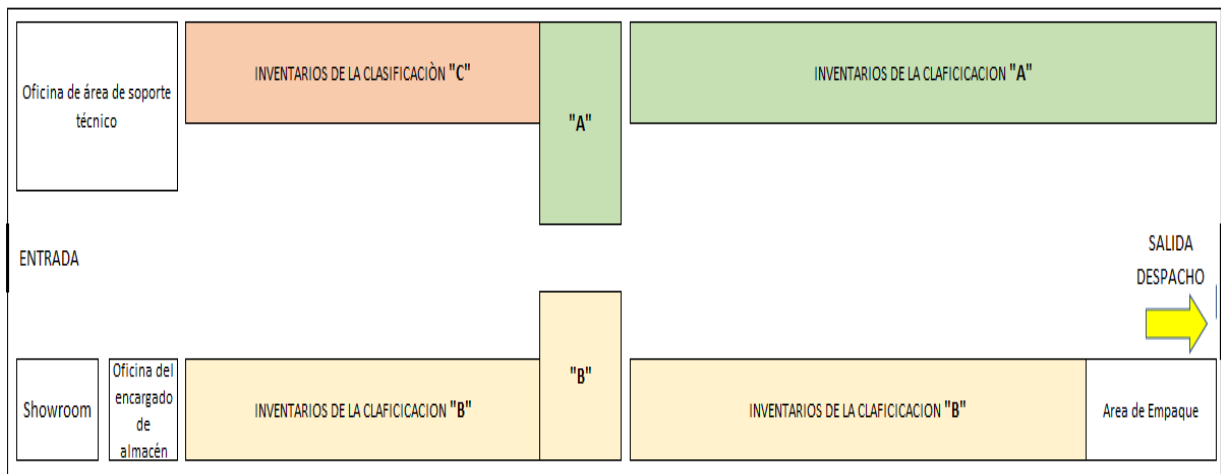 Oficina de área de soporte
técnico
INVENTARIOS DE LA CLASIFICACIÒN "C"
"A"
INVENTARIOS DE LA CLAFICICACION "A"
ENTRADA
SALIDA
DESPACHO
Showroom
Oficina del
encargado
de
almacén
INVENTARIOS DE LA CLAFICICACION "B"
"B"
INVENTARIOS DE LA CLAFICICACION "B"
Area de Empaque